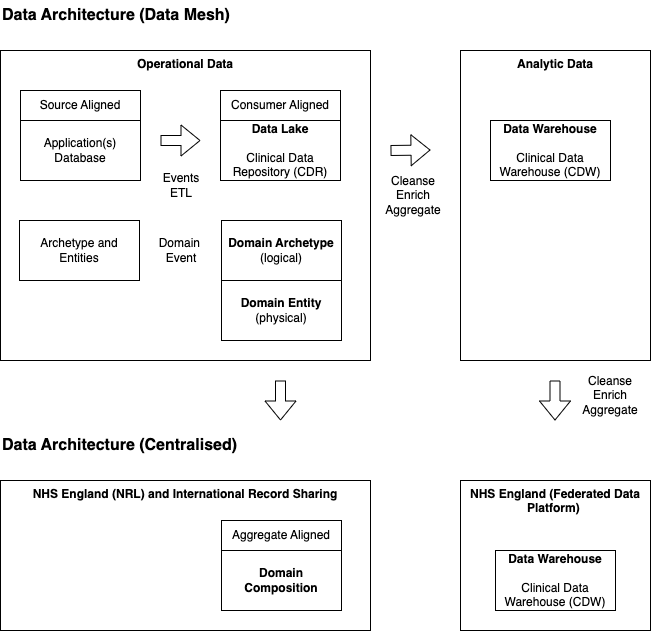 Data Architecture (Data Mesh)
Operational Data
Source Aligned
Application(s)
Database
Events
ETL
Consumer Aligned
Data Lake
Clinical Data
Repository (CDR)
Archetype and
Entities
Domain
Event
Domain Archetype
(logical)
Domain Entity
(physical)
Cleanse
Enrich
Aggregate
Analytic Data
Data Warehouse
Clinical Data
Warehouse (CDW)
Cleanse
Enrich
Aggregate
Data Architecture (Centralised)
NHS England (NRL) and International Record Sharing
Aggregate Aligned
Domain
Composition
NHS England (Federated Data
Platform)
Data Warehouse
Clinical Data
Warehouse (CDW)